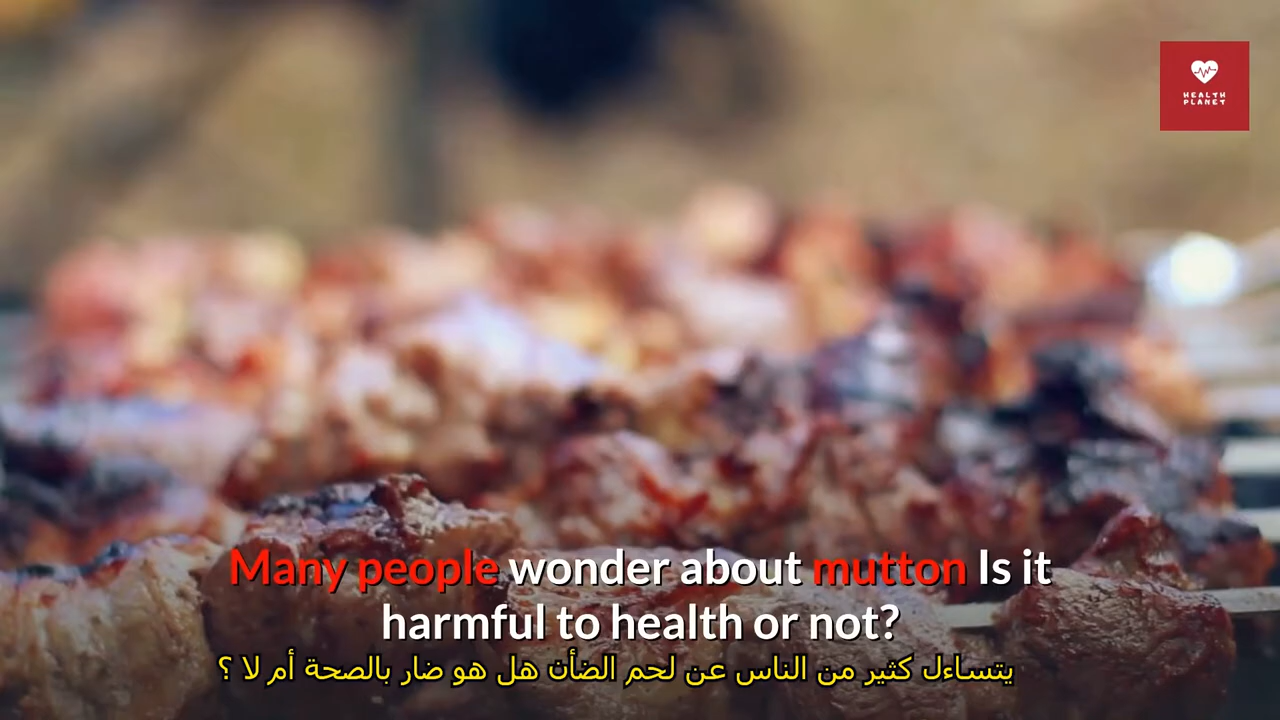 HEALTH
PLANET
Many people wonder about mutton Is it
harmful to health or not?
يتساءل كثير من الناس عن لحم الضأن هل هو ضار بالصحة أم لا ؟